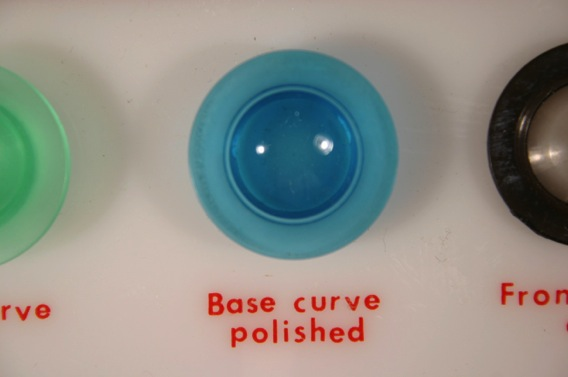 rve
Base curve
polished
Fron